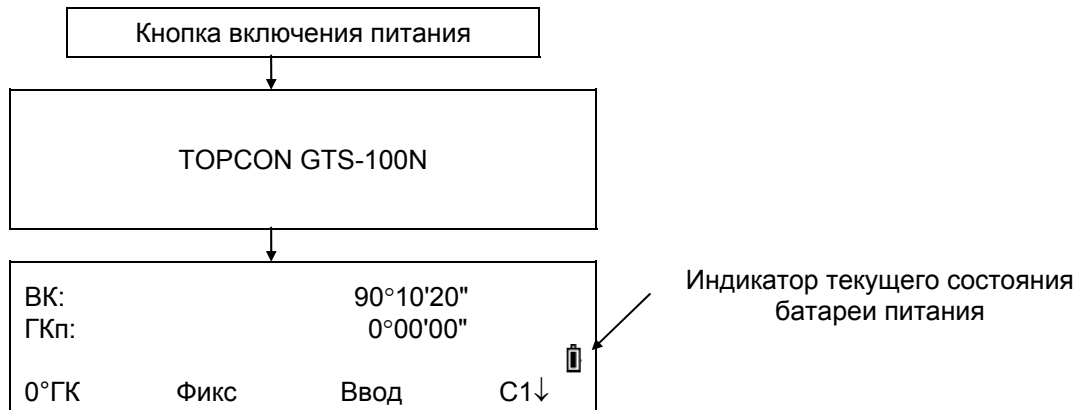 Кнопка включения питания
TOPCON GTS-100N
ВК: 90°10'20"
ГКп: 0°00'00"
0°ГК Фикс Ввод С1↓
Индикатор текущего состояния
батареи питания